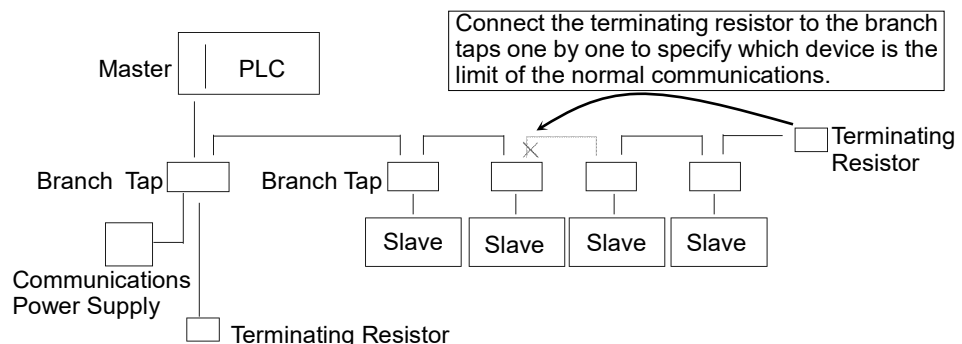 Connect the terminating resistor to the branch
taps one by one to specify which device is the
limit of the normal communications.
Master
PLC
Terminating
Resistor
Branch Tap
Branch Tap
Slave
Slave
Slave
Slave
Communications
Power Supply
Terminating Resistor